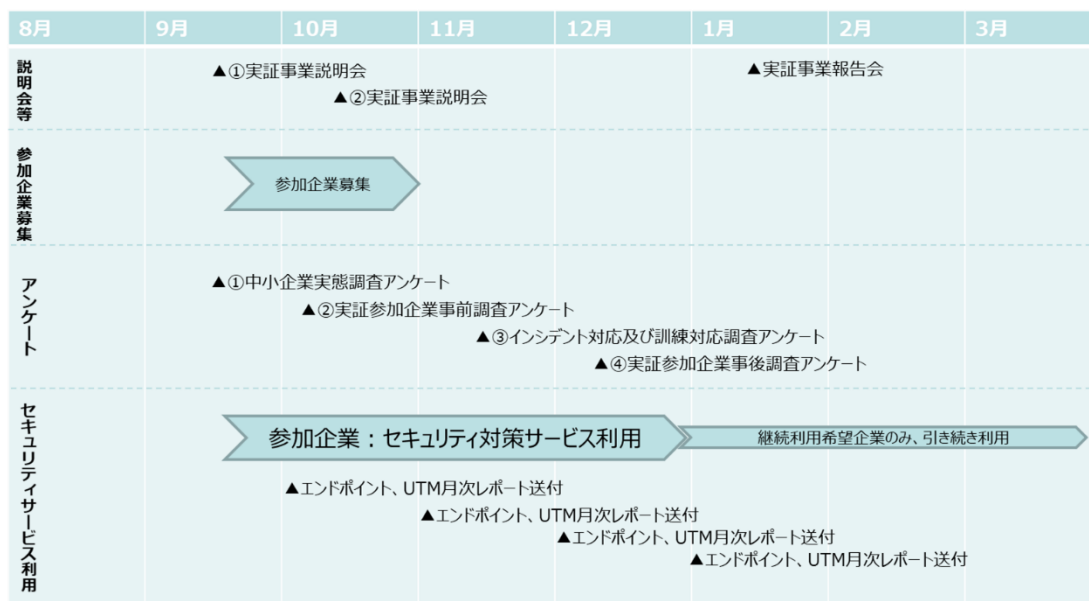 8月 9月 10月 11月 12月 1月 2月 3月
説明会等
▲①実証事業説明会
▲実証事業報告会
▲②実証事業説明会
参加企業募集
参加企業募集
アンケート
▲①中小企業実態調査アンケート
▲②実証参加企業事前調査アンケート
▲③インシデント対応及び訓練対応調査アンケート
▲④実証参加企業事後調査アンケート
セキュリティサービス利用
参加企業：セキュリティ対策サービス利用
継続利用希望企業のみ、引き続き利用
▲エンドポイント、UTM月次レポート送付
▲エンドポイント、UTM月次レポート送付
▲エンドポイント、UTM月次レポート送付
▲エンドポイント、UTM月次レポート送付